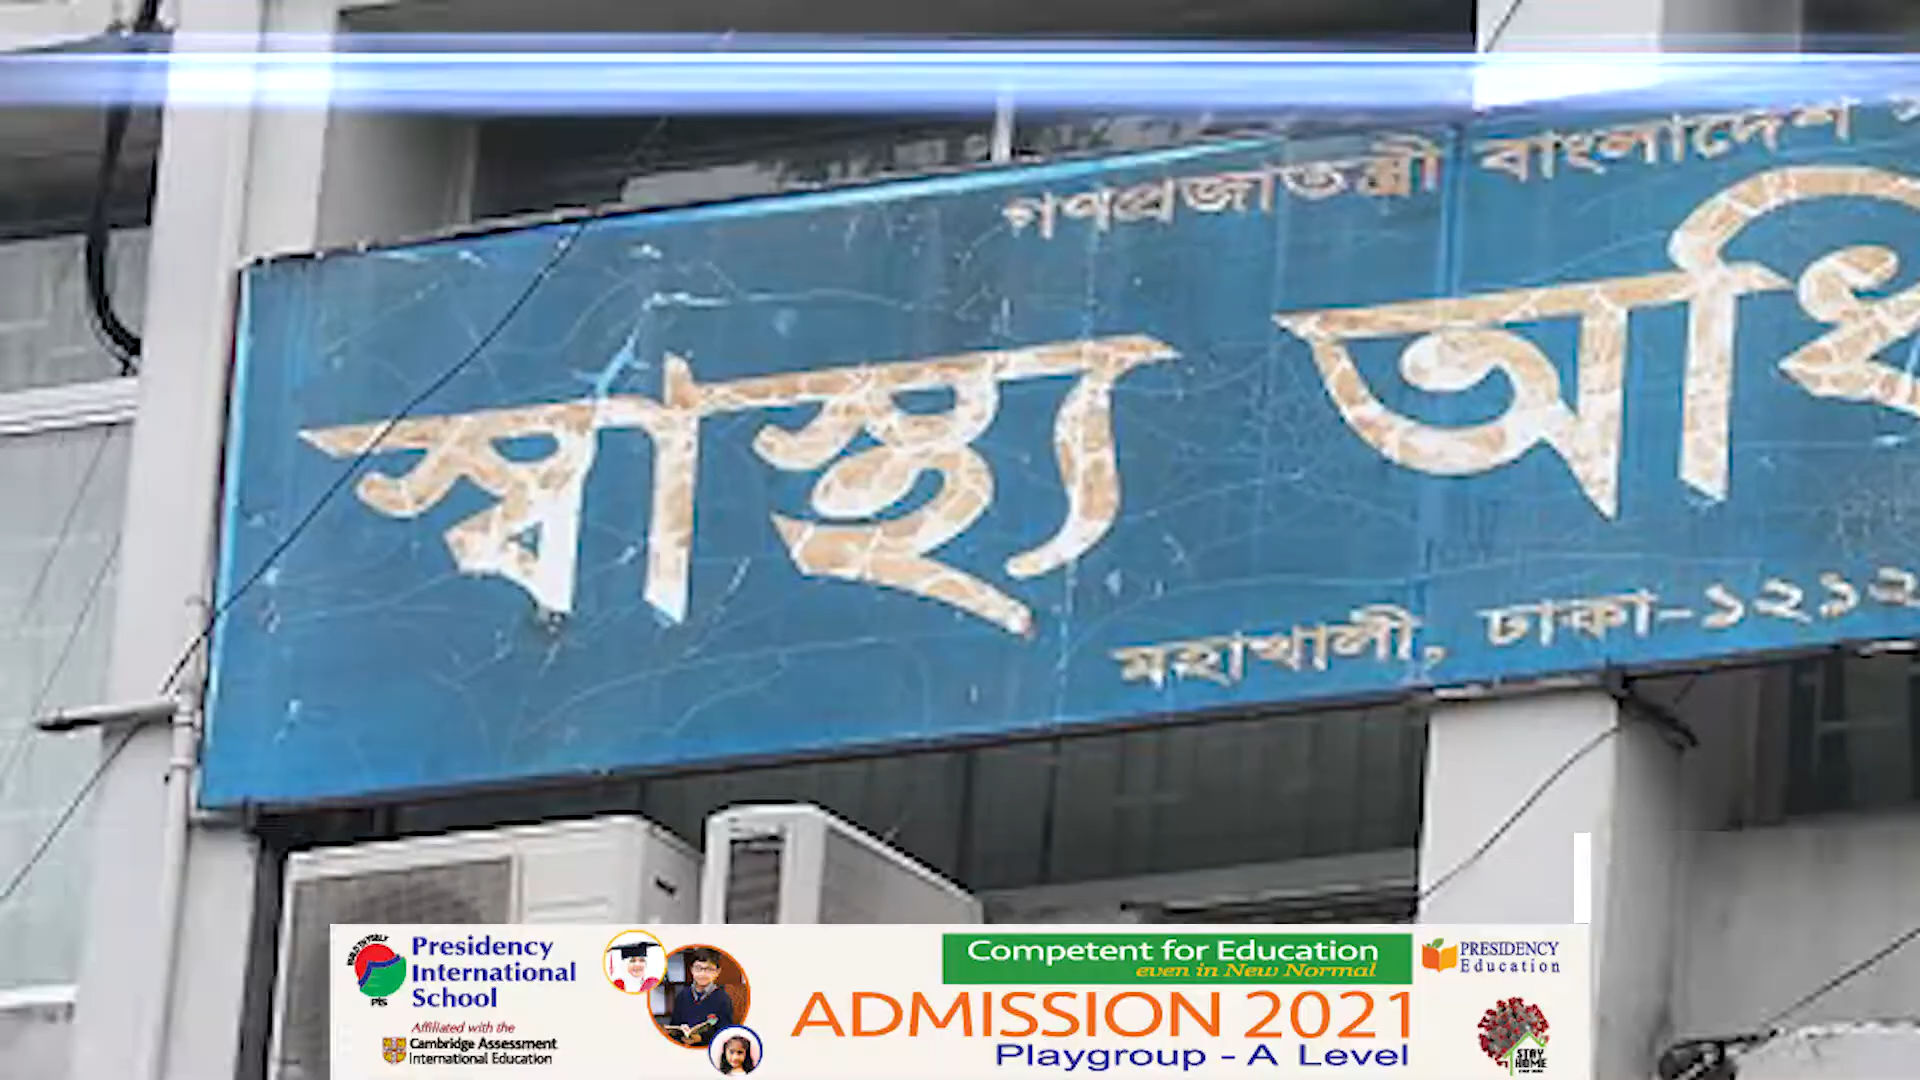 গণপ্রজাতন্ত্রী বাংলাদেশ
স্বাস্থ্য অধি
মহাখালী, ঢাকা-১২১২
Presidency
International
School
pis
Affiliated with the
Cambridge Assessment
International Education
Competent for Education
even in New Normal
ADMISSION 2021
Playgroup - A Level
PRESIDENCY
Education
STAY
HOME